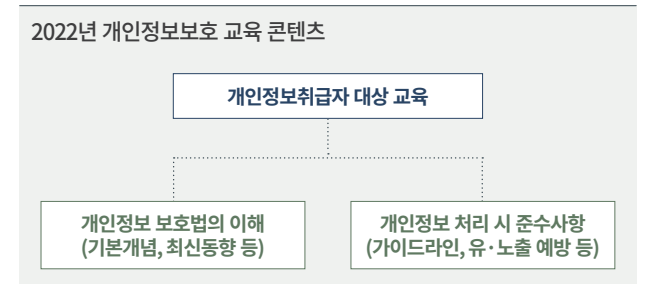 2022년 개인정보보호 교육 콘텐츠
개인정보취급자 대상 교육
개인정보 보호법의 이해
(기본개념, 최신동향 등)
개인정보 처리 시 준수사항
(가이드라인, 유·노출 예방 등)